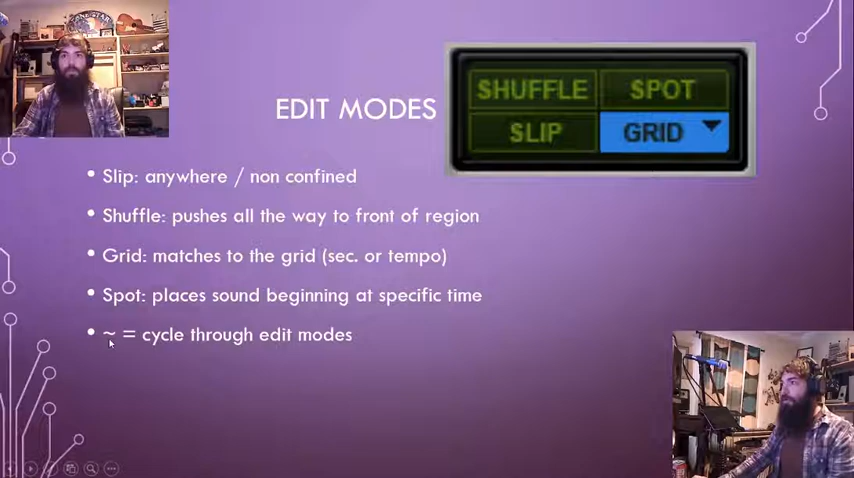 EDIT MODES
SHUFFLE SPOT
SLIP GRID
• Slip: anywhere / non confined
• Shuffle: pushes all the way to front of region
• Grid: matches to the grid (sec. or tempo)
• Spot: places sound beginning at specific time
• ~ = cycle through edit modes